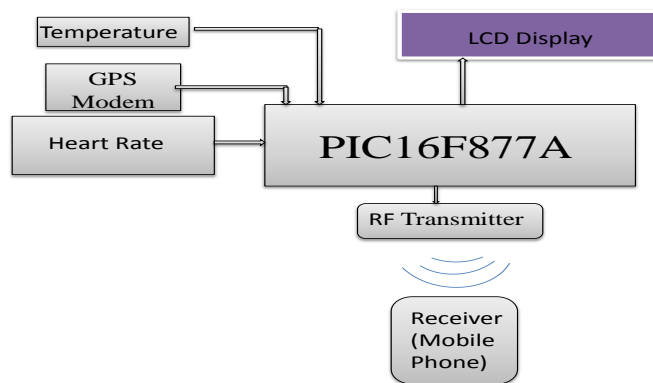 Temperature
LCD Display
GPS
Modem
Heart Rate
PIC16F877A
RF Transmitter
Receiver
(Mobile
Phone)